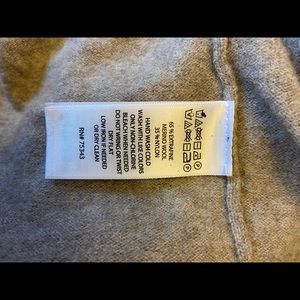 65 % EXTRAFINE
MERINO WOOL
35 % NYLON
HAND WASH COLD
WASH WITH LIKE COLORS
ONLY NON-CHLORINE
BLEACH WHEN NEEDED
DO NOT WRING OR TWIST
DRY FLAT
LOW IRON IF NEEDED
OR DRY CLEAN
RN# 75343